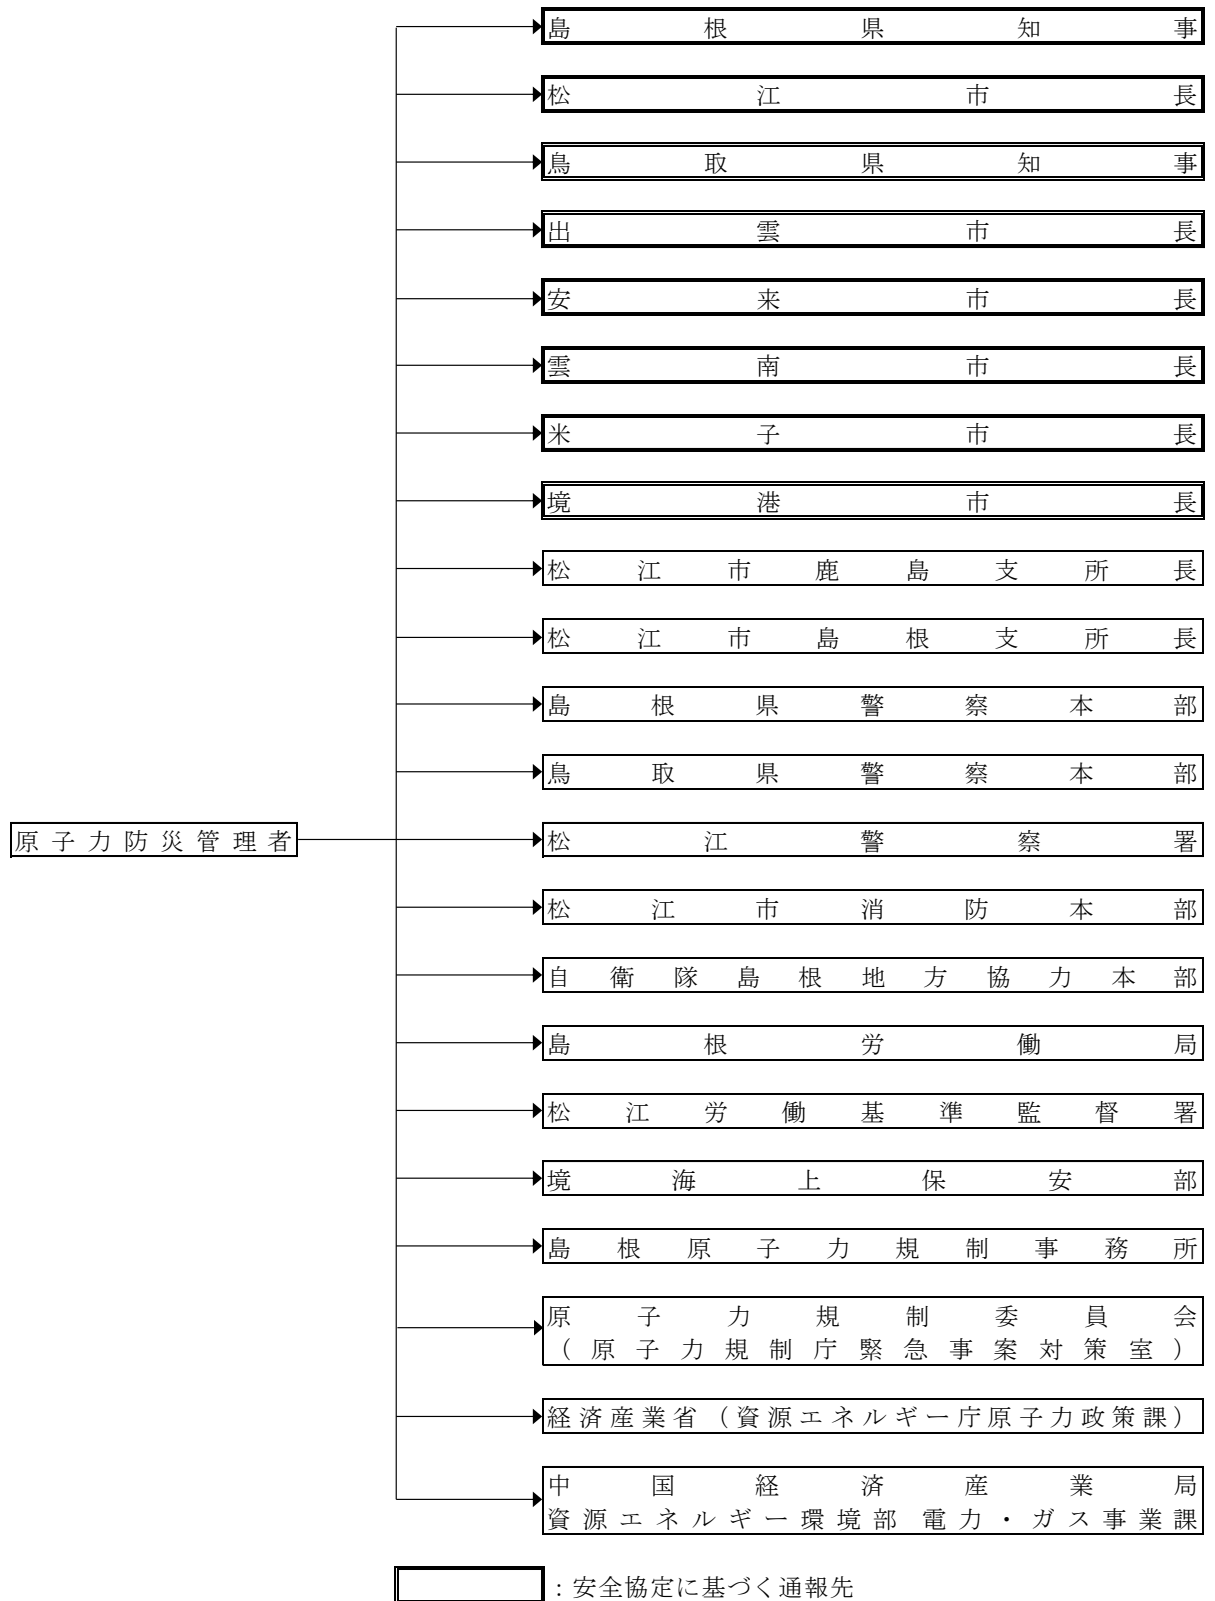 島根県知事
松江市長
鳥取県知事
出雲市長
安来市長
雲南市長
米子市長
境港市長
松江市鹿島支所長
松江市島根支所長
島根県警察本部
鳥取県警察本部
原子力防災管理者
松江警察署
松江市消防本部
自衛隊島根地方協力本部
島根労働局
松江労働基準監督署
境海上保安部
島根原子力規制事務所
原子力規制委員会
（原子力規制庁緊急事案対策室）
経済産業省（資源エネルギー庁原子力政策課）
中国経済産業局
資源エネルギー環境部 電力・ガス事業課
：安全協定に基づく通報先